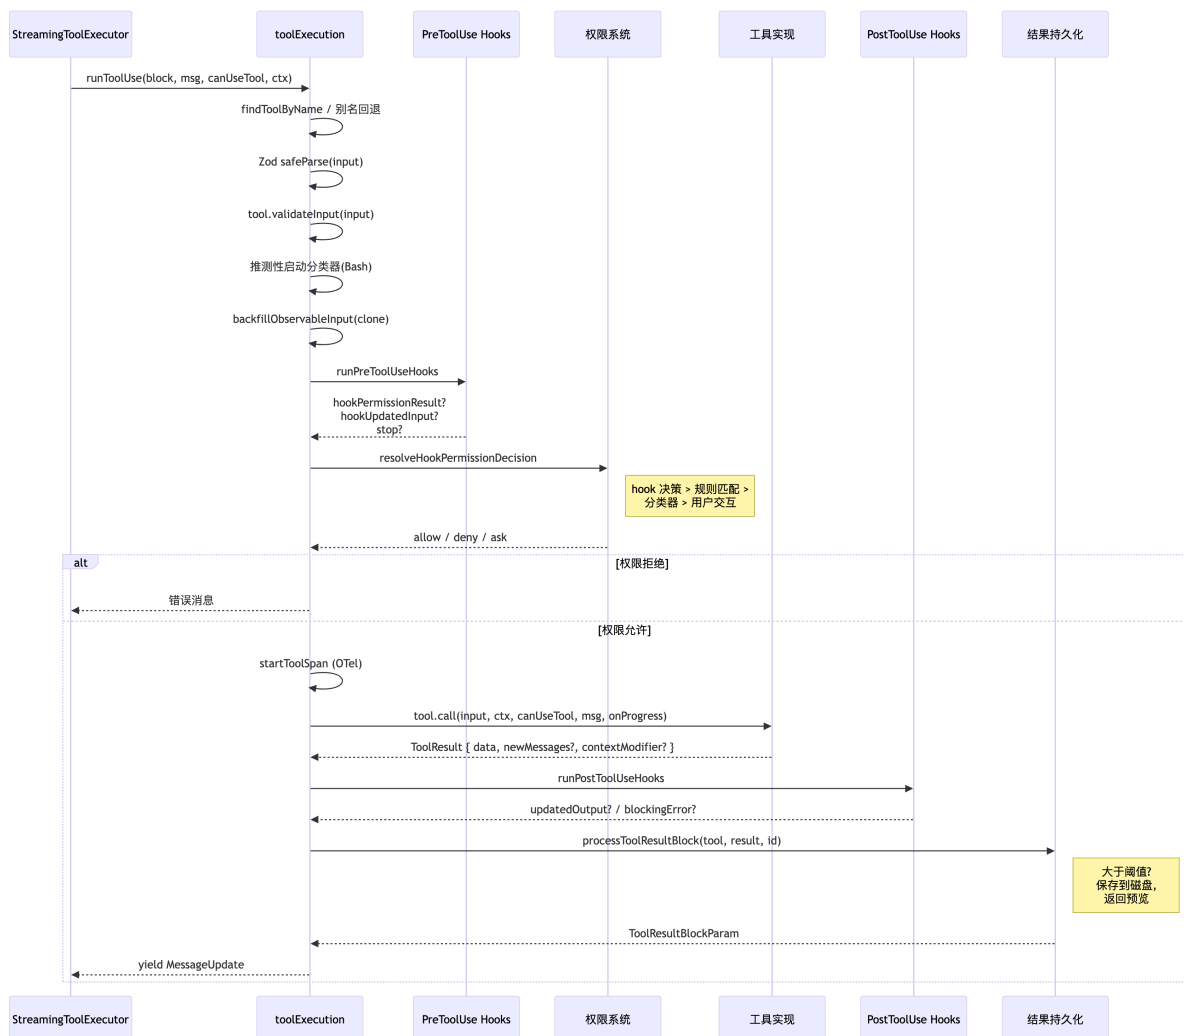 StreamingToolExecutor
toolExecution
PreToolUse Hooks
权限系统
工具实现
PostToolUse Hooks
结果持久化
runToolUse(block, msg, canUseTool, ctx)
findToolByName / 别名回退
Zod safeParse(input)
tool.validateInput(input)
推测性启动分类器(Bash)
backfillObservableInput(clone)
runPreToolUseHooks
hookPermissionResult?
hookUpdatedInput?
stop?
resolveHookPermissionDecision
hook 决策 > 规则匹配 >
分类器 > 用户交互
allow / deny / ask
alt
[权限拒绝]
错误消息
[权限允许]
startToolSpan (OTel)
tool.call(input, ctx, canUseTool, msg, onProgress)
ToolResult { data, newMessages?, contextModifier? }
runPostToolUseHooks
updatedOutput? / blockingError?
processToolResultBlock(tool, result, id)
大于阈值?
保存到磁盘,
返回预览
ToolResultBlockParam
yield MessageUpdate
StreamingToolExecutor
toolExecution
PreToolUse Hooks
权限系统
工具实现
PostToolUse Hooks
结果持久化